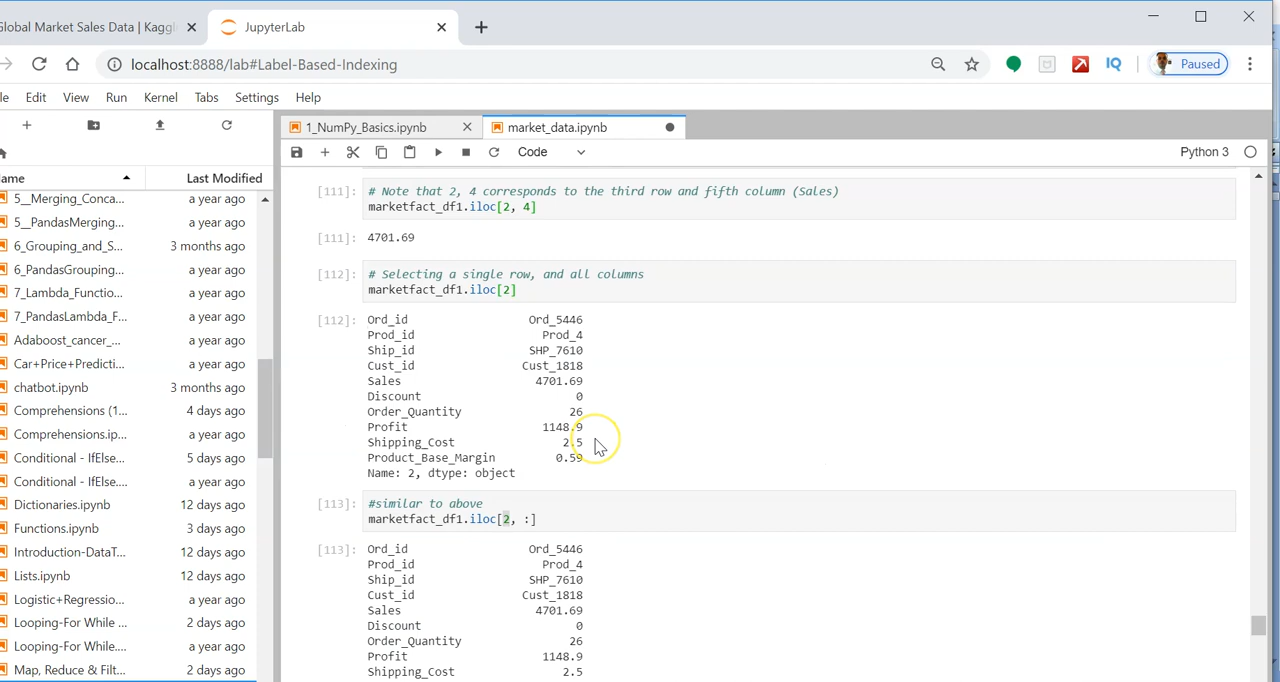 Global Market Sales Data | Kaggl
JupyterLab
localhost:8888/lab#Label-Based-Indexing
IQ
Paused
le Edit View Run Kernel Tabs Settings Help
1_NumPy_Basics.ipynb
market_data.ipynb
Code
Python 3
ame Last Modified
5__Merging_Conca... a year ago
5__PandasMerging... a year ago
6_Grouping_and_S... 3 months ago
6_PandasGrouping... a year ago
7_Lambda_Functio... a year ago
7_PandasLambda_F... a year ago
Adaboost_cancer_... a year ago
Car+Price+Predicti... a year ago
chatbot.ipynb 3 months ago
Comprehensions (1... 4 days ago
Comprehensions.ip... a year ago
Conditional - IfElse.... 5 days ago
Conditional - IfElse.... a year ago
Dictionaries.ipynb 12 days ago
Functions.ipynb 3 days ago
Introduction-DataT... 12 days ago
Lists.ipynb 12 days ago
Logistic+Regressio... a year ago
Looping-For While ... 2 days ago
Looping-For While.... a year ago
Map, Reduce & Filt... 2 days ago
[111]: # Note that 2, 4 corresponds to the third row and fifth column (Sales)
marketfact_df1.iloc[2, 4]
[111]: 4701.69
[112]: # Selecting a single row, and all columns
marketfact_df1.iloc[2]
[112]: Ord_id Ord_5446
Prod_id Prod_4
Ship_id SHP_7610
Cust_id Cust_1818
Sales 4701.69
Discount 0
Order_Quantity 26
Profit 1148.9
Shipping_Cost 2.5
Product_Base_Margin 0.59
Name: 2, dtype: object
[113]: #similar to above
marketfact_df1.iloc[2, :]
[113]: Ord_id Ord_5446
Prod_id Prod_4
Ship_id SHP_7610
Cust_id Cust_1818
Sales 4701.69
Discount 0
Order_Quantity 26
Profit 1148.9
Shipping_Cost 2.5